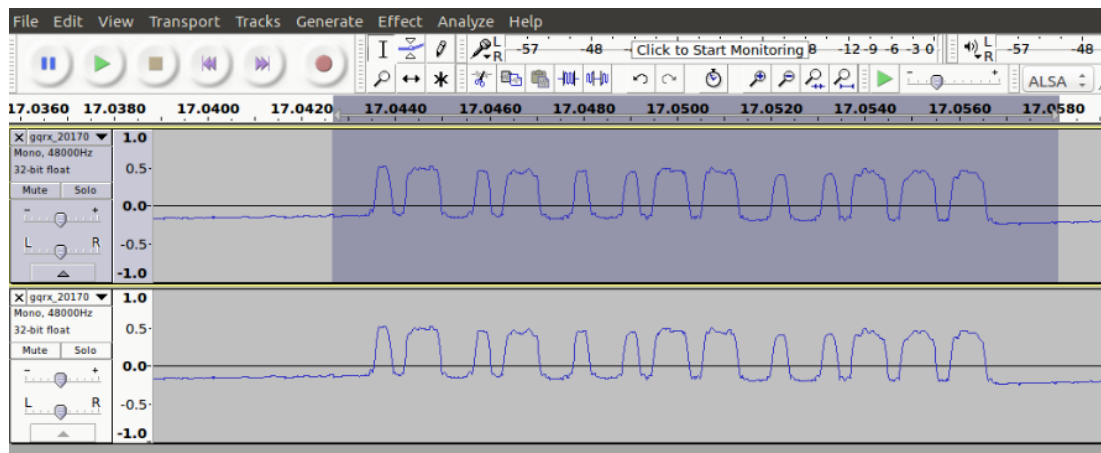 File Edit View Transport Tracks Generate Effect Analyze Help
L R -57 -48 - Click to Start Monitoring 8 -12 -9 -6 -3 0 L R -57 -48
- + ALSA
17.0360 17.0380 17.0400 17.0420 17.0440 17.0460 17.0480 17.0500 17.0520 17.0540 17.0560 17.0580
X gqrx_20170 1.0
Mono, 48000Hz
32-bit float 0.5
Mute Solo
- + 0.0
L R -0.5
-1.0
X gqrx_20170 1.0
Mono, 48000Hz
32-bit float 0.5
Mute Solo
- + 0.0
L R -0.5
-1.0